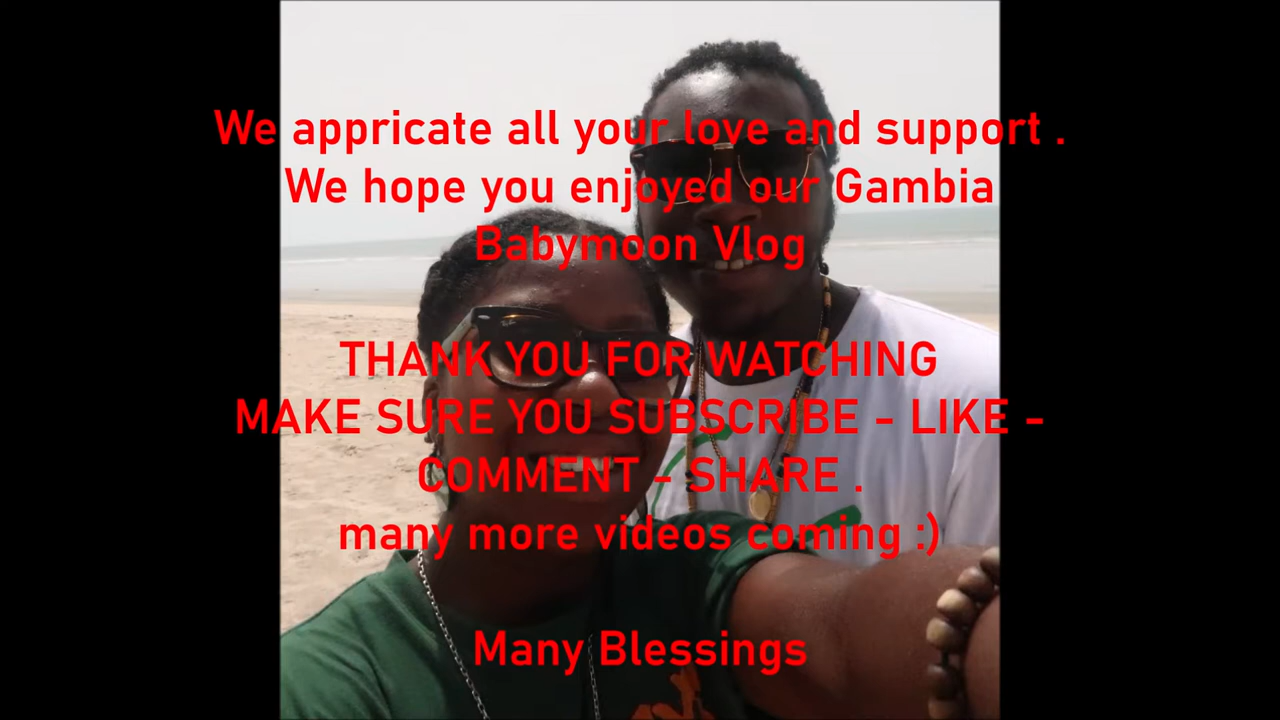 We appricate all your love and support .
We hope you enjoyed our Gambia
Babymoon Vlog
THANK YOU FOR WATCHING
MAKE SURE YOU SUBSCRIBE - LIKE -
COMMENT - SHARE .
many more videos coming :)
Many Blessings